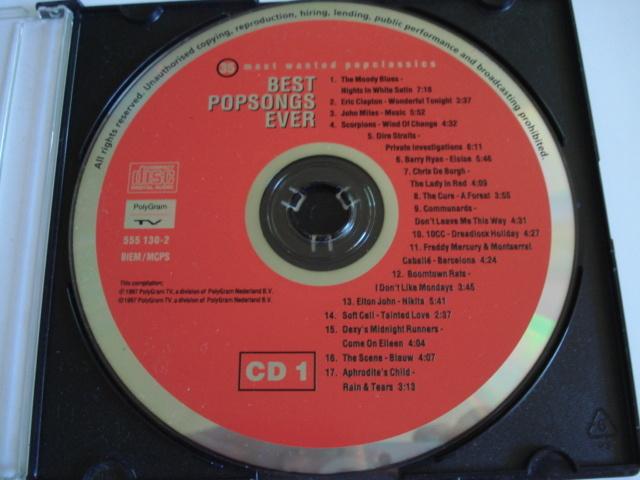 All rights reserved. Unauthorised copying, reproduction, hiring, lending, public performance and broadcasting prohibited.
most wanted popclassics
BEST
POPSONGS
EVER
1. The Moody Blues -
Nights In White Satin 7:18
2. Eric Clapton - Wonderful Tonight 3:37
3. John Miles - Music 5:52
4. Scorpions - Wind Of Change 4:32
5. Dire Straits -
Private Investigations 6:11
6. Barry Ryan - Eloise 5:46
7. Chris De Burgh -
The Lady In Red 4:09
8. The Cure - A Forest 3:55
9. Communards -
Don't Leave Me This Way 4:31
10. 10CC - Dreadlock Holiday 4:27
11. Freddy Mercury & Montserrat
Caballé - Barcelona 4:24
12. Boomtown Rats -
I Don't Like Mondays 3:45
13. Elton John - Nikita 5:41
14. Soft Cell - Tainted Love 2:37
15. Dexy's Midnight Runners -
Come On Eileen 4:04
16. The Scene - Blauw 4:07
17. Aphrodite's Child -
Rain & Tears 3:13
COMPACT
disc
DIGITAL AUDIO
PolyGram
TV
555 130-2
BIEM/MCPS
This compilation:
℗ 1997 PolyGram TV, a division of PolyGram Nederland B.V.
© 1997 PolyGram TV, a division of PolyGram Nederland B.V.
CD 1